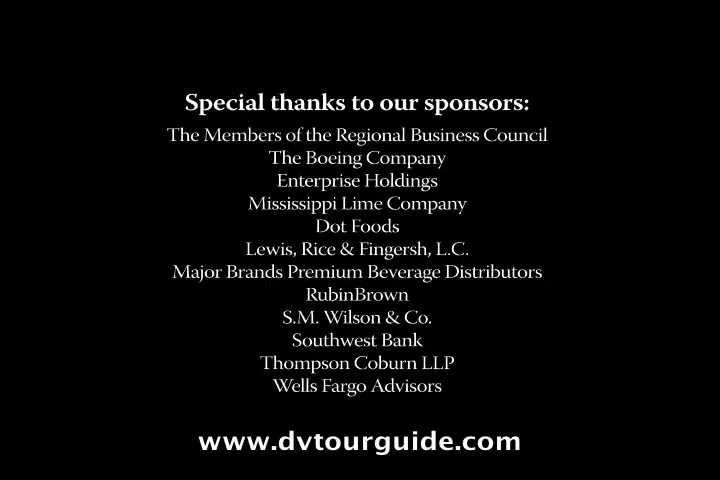 Special thanks to our sponsors:
The Members of the Regional Business Council
The Boeing Company
Enterprise Holdings
Mississippi Lime Company
Dot Foods
Lewis, Rice & Fingersh, L.C.
Major Brands Premium Beverage Distributors
RubinBrown
S.M. Wilson & Co.
Southwest Bank
Thompson Coburn LLP
Wells Fargo Advisors
www.dvtourguide.com